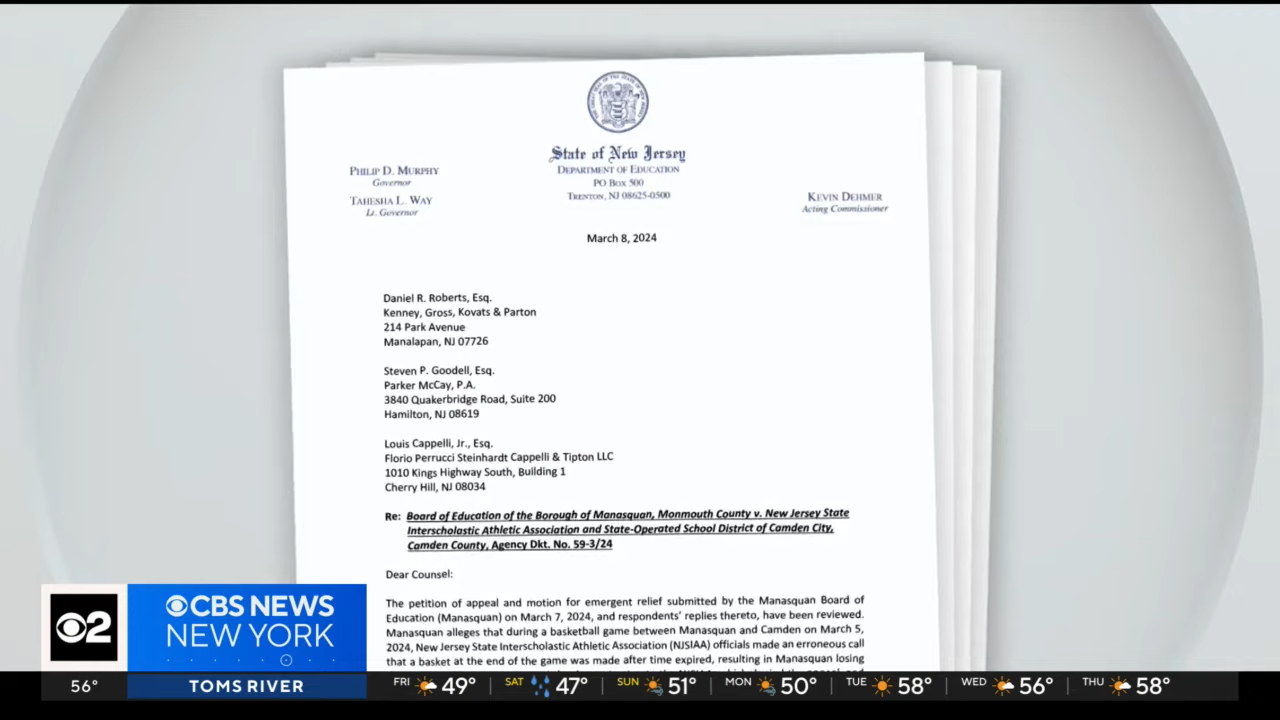 State of New Jersey
DEPARTMENT OF EDUCATION
PO BOX 500
TRENTON, NJ 08625-0500
PHILIP D. MURPHY
Governor
TAHESHA L. WAY
Lt. Governor
KEVIN DEHMER
Acting Commissioner
March 8, 2024
Daniel R. Roberts, Esq.
Kenney, Gross, Kovats & Parton
214 Park Avenue
Manalapan, NJ 07726
Steven P. Goodell, Esq.
Parker McCay, P.A.
3840 Quakerbridge Road, Suite 200
Hamilton, NJ 08619
Louis Cappelli, Jr., Esq.
Florio Perrucci Steinhardt Cappelli & Tipton LLC
1010 Kings Highway South, Building 1
Cherry Hill, NJ 08034
Re: Board of Education of the Borough of Manasquan, Monmouth County v. New Jersey State
Interscholastic Athletic Association and State-Operated School District of Camden City,
Camden County, Agency Dkt. No. 59-3/24
Dear Counsel:
The petition of appeal and motion for emergent relief submitted by the Manasquan Board of
Education (Manasquan) on March 7, 2024, and respondents' replies thereto, have been reviewed.
Manasquan alleges that during a basketball game between Manasquan and Camden on March 5,
2024, New Jersey State Interscholastic Athletic Association (NJSIAA) officials made an erroneous call
that a basket at the end of the game was made after time expired, resulting in Manasquan losing
2
CBS NEWS
NEW YORK
56° TOMS RIVER FRI 49° SAT 47° SUN 51° MON 50° TUE 58° WED 56° THU 58°